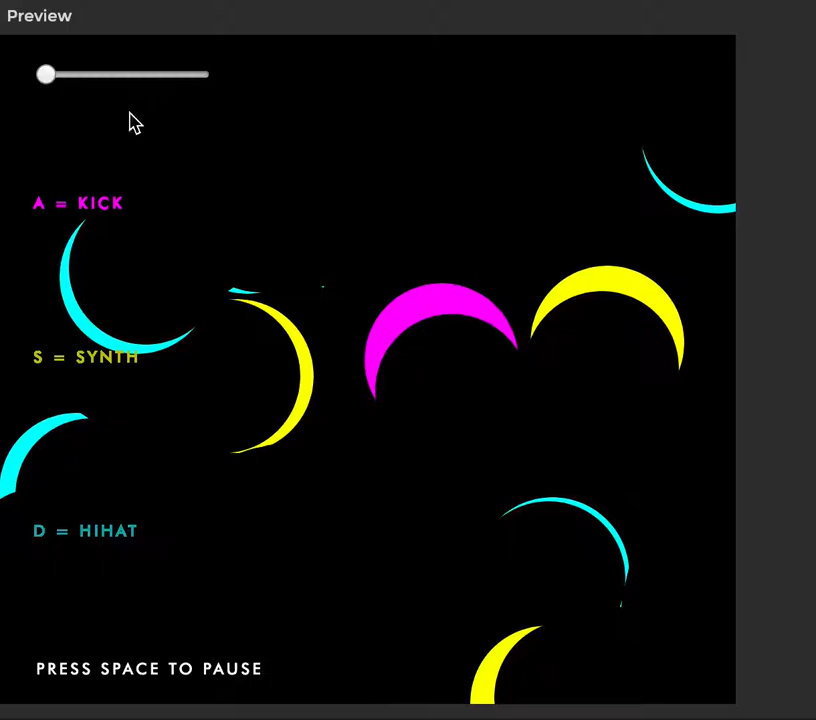 Preview
A = KICK
S = SYNTH
D = HIHAT
PRESS SPACE TO PAUSE